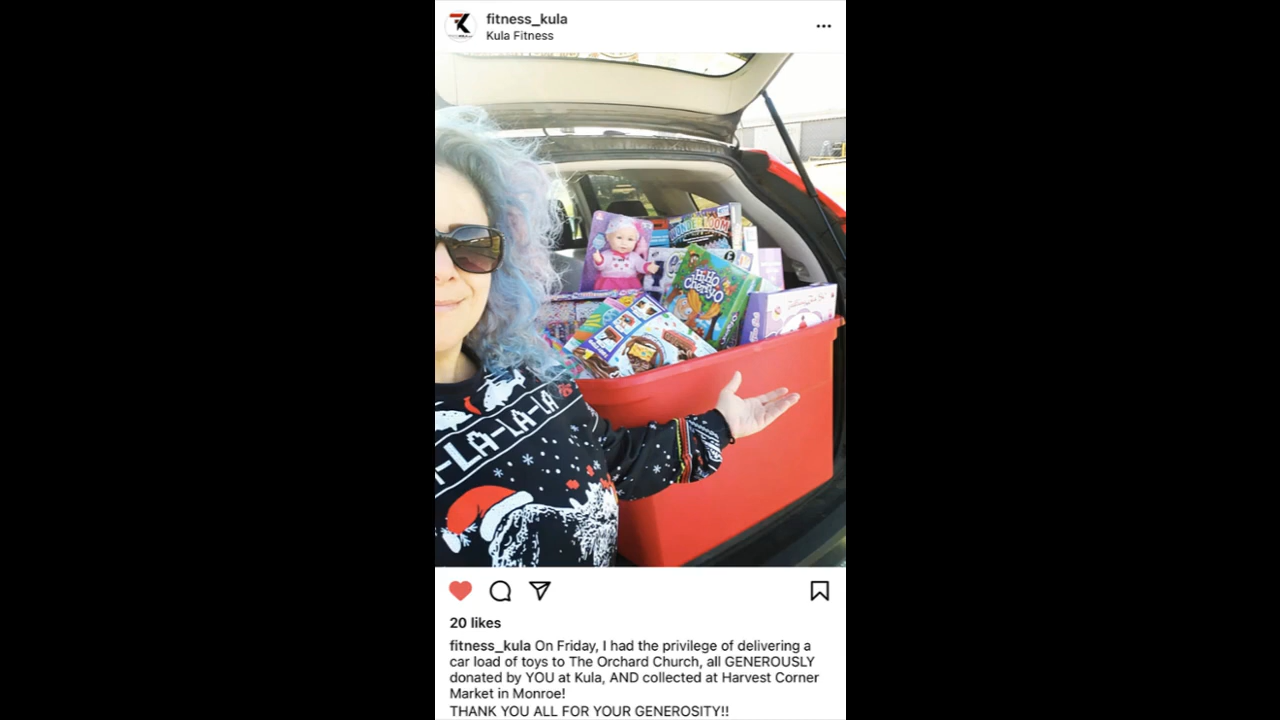 fitness_kula
Kula Fitness
HiHo
Cherry-O
-LA-LA-LA
20 likes
fitness_kula On Friday, I had the privilege of delivering a
car load of toys to The Orchard Church, all GENEROUSLY
donated by YOU at Kula, AND collected at Harvest Corner
Market in Monroe!
THANK YOU ALL FOR YOUR GENEROSITY!!